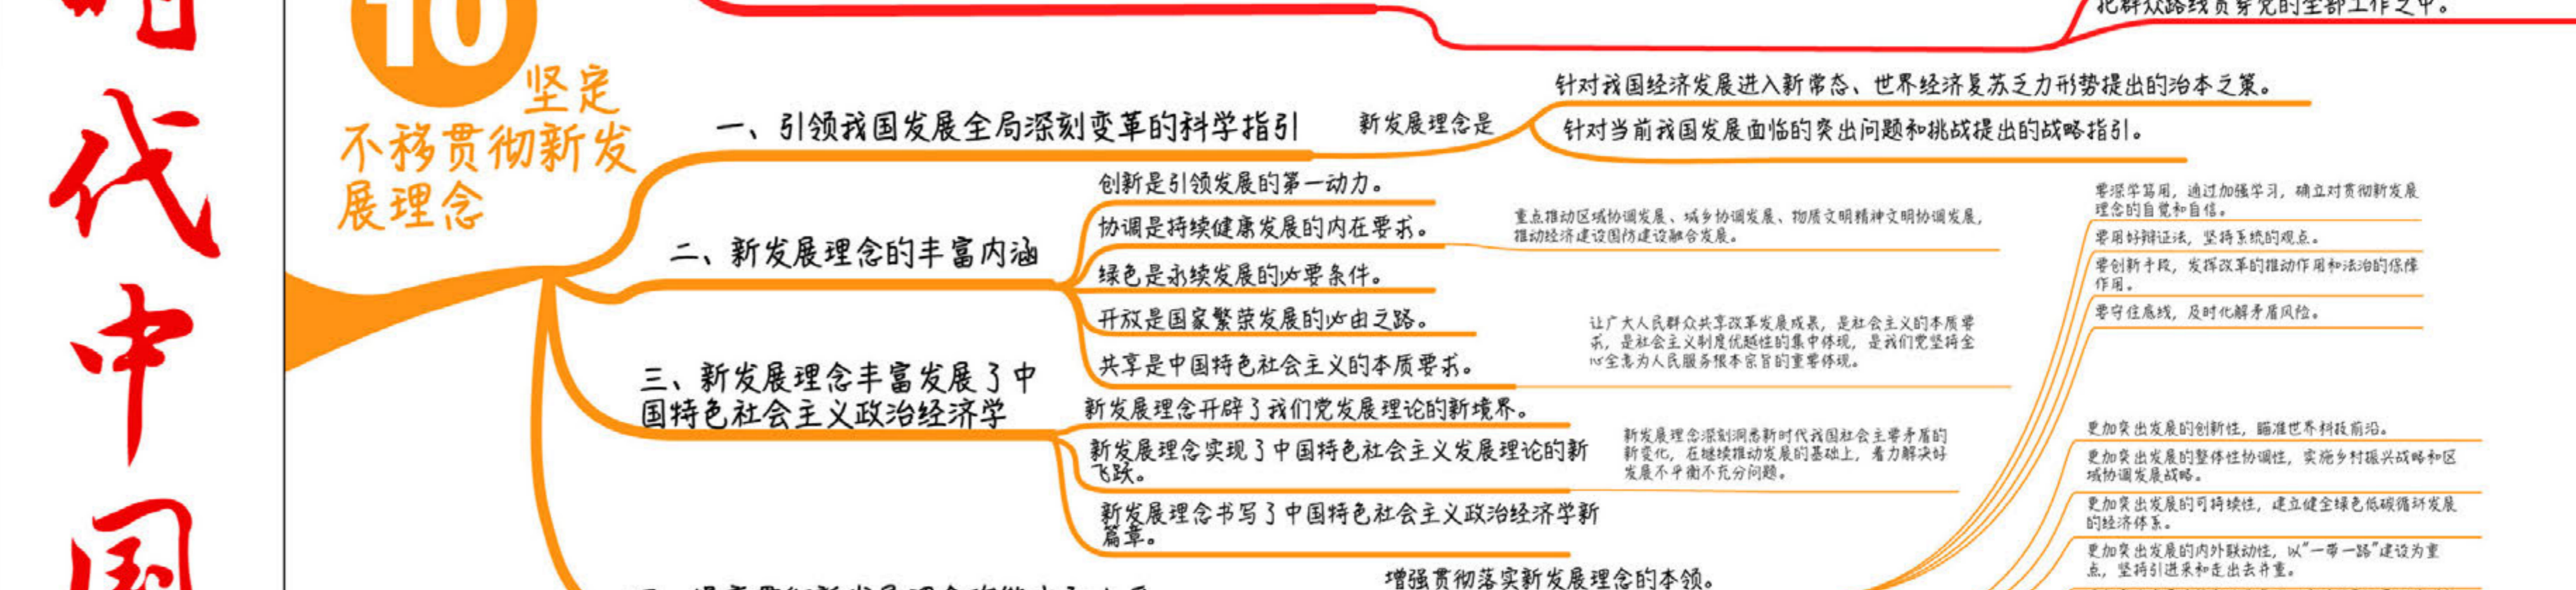 时
代
中
国
把群众路线贯穿党的全部工作之中。
10
坚定
不移贯彻新发
展理念
一、引领我国发展全局深刻变革的科学指引
新发展理念是
针对我国经济发展进入新常态、世界经济复苏乏力形势提出的治本之策。
针对当前我国发展面临的突出问题和挑战提出的战略指引。
二、新发展理念的丰富内涵
创新是引领发展的第一动力。
协调是持续健康发展的内在要求。
重点推动区域协调发展、城乡协调发展、物质文明精神文明协调发展,
推动经济建设国防建设融合发展。
绿色是永续发展的必要条件。
开放是国家繁荣发展的必由之路。
共享是中国特色社会主义的本质要求。
让广大人民群众共享改革发展成果,是社会主义的本质要
求,是社会主义制度优越性的集中体现,是我们党坚持全
心全意为人民服务根本宗旨的重要体现。
三、新发展理念丰富发展了中
国特色社会主义政治经济学
新发展理念开辟了我们党发展理论的新境界。
新发展理念实现了中国特色社会主义发展理论的新
飞跃。
新发展理念深刻洞悉新时代我国社会主要矛盾的
新变化,在继续推动发展的基础上,着力解决好
发展不平衡不充分问题。
新发展理念书写了中国特色社会主义政治经济学新
篇章。
增强贯彻落实新发展理念的本领。
要深学笃用,通过加强学习,确立对贯彻新发展
理念的自觉和自信。
要用好辩证法,坚持系统的观点。
要创新手段,发挥改革的推动作用和法治的保障
作用。
要守住底线,及时化解矛盾风险。
更加突出发展的创新性,瞄准世界科技前沿。
更加突出发展的整体性协调性,实施乡村振兴战略和区
域协调发展战略。
更加突出发展的可持续性,建立健全绿色低碳循环发展
的经济体系。
更加突出发展的内外联动性,以“一带一路”建设为重
点,坚持引进来和走出去并重。